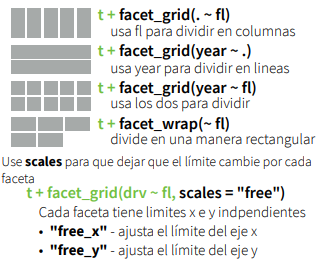 t + facet_grid(. ~ fl)
usa fl para dividir en columnas
t + facet_grid(year ~ .)
usa year para dividir en lineas
t + facet_grid(year ~ fl)
usa los dos para dividir
t + facet_wrap(~ fl)
divide en una manera rectangular
Use scales para que dejar que el límite cambie por cada
faceta
t + facet_grid(drv ~ fl, scales = "free")
Cada faceta tiene limites x e y indpendientes
• "free_x" - ajusta el límite del eje x
• "free_y" - ajusta el límite del eje y